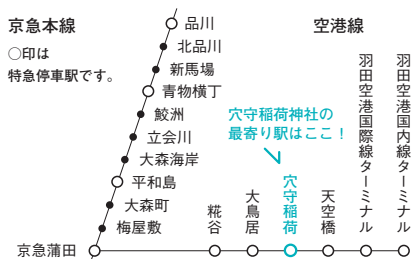 京急本線
◯印は
特急停車駅です。
品川
北品川
新馬場
青物横丁
鮫洲
立会川
大森海岸
平和島
大森町
梅屋敷
京急蒲田
空港線
穴守稲荷神社の
最寄り駅はここ！
糀谷
大鳥居
穴守稲荷
天空橋
羽田空港国際線ターミナル
羽田空港国内線ターミナル